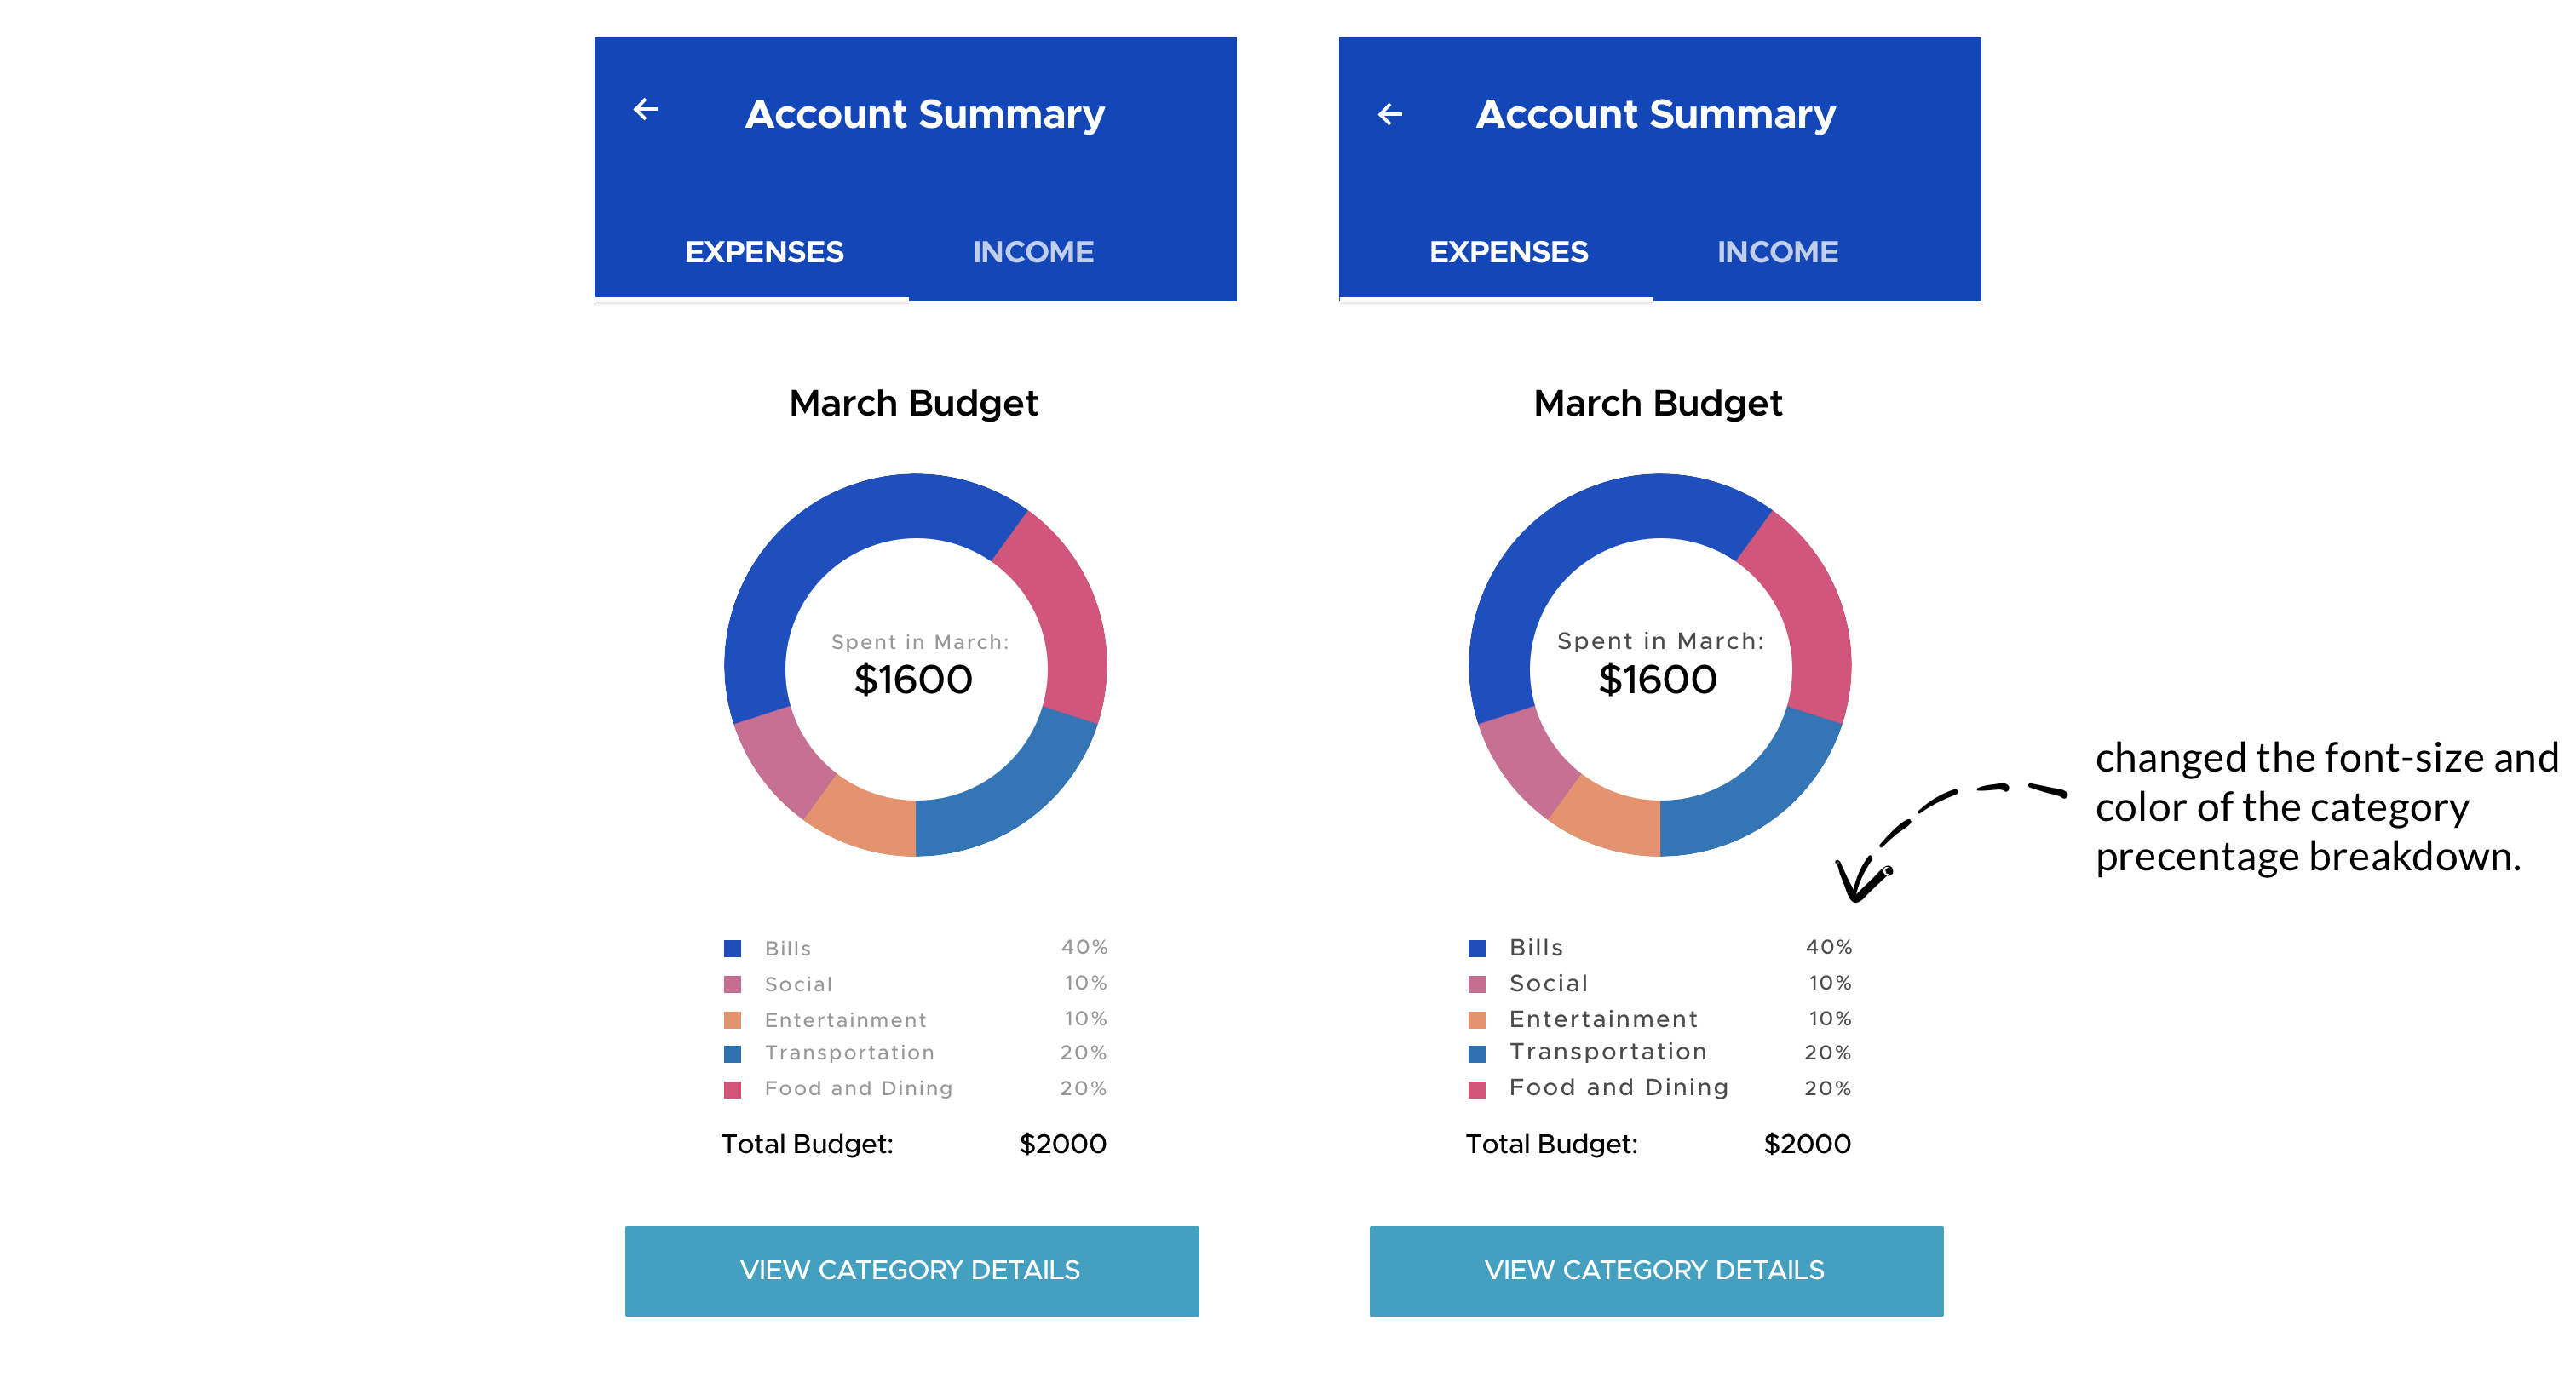 Account Summary
EXPENSES INCOME
March Budget
Spent in March:
$1600
Bills 40%
Social 10%
Entertainment 10%
Transportation 20%
Food and Dining 20%
Total Budget: $2000
VIEW CATEGORY DETAILS
Account Summary
EXPENSES INCOME
March Budget
Spent in March:
$1600
Bills 40%
Social 10%
Entertainment 10%
Transportation 20%
Food and Dining 20%
Total Budget: $2000
VIEW CATEGORY DETAILS
changed the font-size and
color of the category
precentage breakdown.